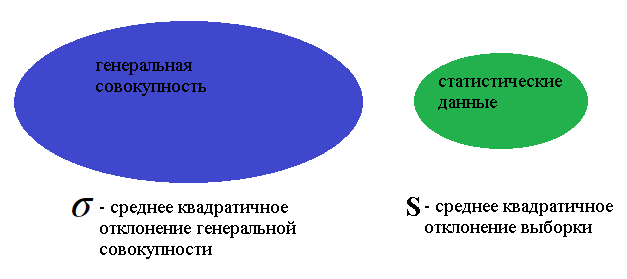 генеральная
совокупность
статистические
данные
σ - среднее квадратичное
отклонение генеральной
совокупности
S - среднее квадратичное
отклонение выборки